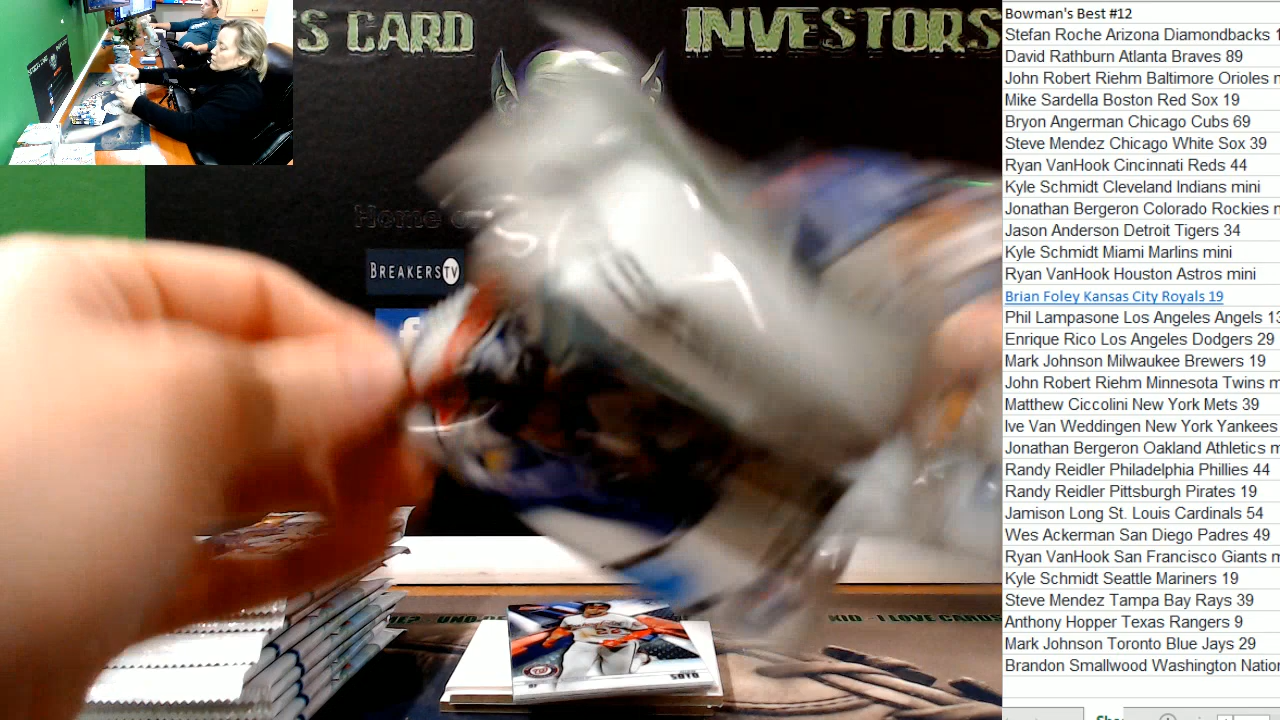 S CARD
INVESTORS
Home o
BREAKERSTV
f
KID - I LOVE CARDS
SOTO
Bowman's Best #12
Stefan Roche Arizona Diamondbacks 1
David Rathburn Atlanta Braves 89
John Robert Riehm Baltimore Orioles m
Mike Sardella Boston Red Sox 19
Bryon Angerman Chicago Cubs 69
Steve Mendez Chicago White Sox 39
Ryan VanHook Cincinnati Reds 44
Kyle Schmidt Cleveland Indians mini
Jonathan Bergeron Colorado Rockies m
Jason Anderson Detroit Tigers 34
Kyle Schmidt Miami Marlins mini
Ryan VanHook Houston Astros mini
Brian Foley Kansas City Royals 19
Phil Lampasone Los Angeles Angels 13
Enrique Rico Los Angeles Dodgers 29
Mark Johnson Milwaukee Brewers 19
John Robert Riehm Minnesota Twins m
Matthew Ciccolini New York Mets 39
Ive Van Weddingen New York Yankees
Jonathan Bergeron Oakland Athletics m
Randy Reidler Philadelphia Phillies 44
Randy Reidler Pittsburgh Pirates 19
Jamison Long St. Louis Cardinals 54
Wes Ackerman San Diego Padres 49
Ryan VanHook San Francisco Giants m
Kyle Schmidt Seattle Mariners 19
Steve Mendez Tampa Bay Rays 39
Anthony Hopper Texas Rangers 9
Mark Johnson Toronto Blue Jays 29
Brandon Smallwood Washington Nation